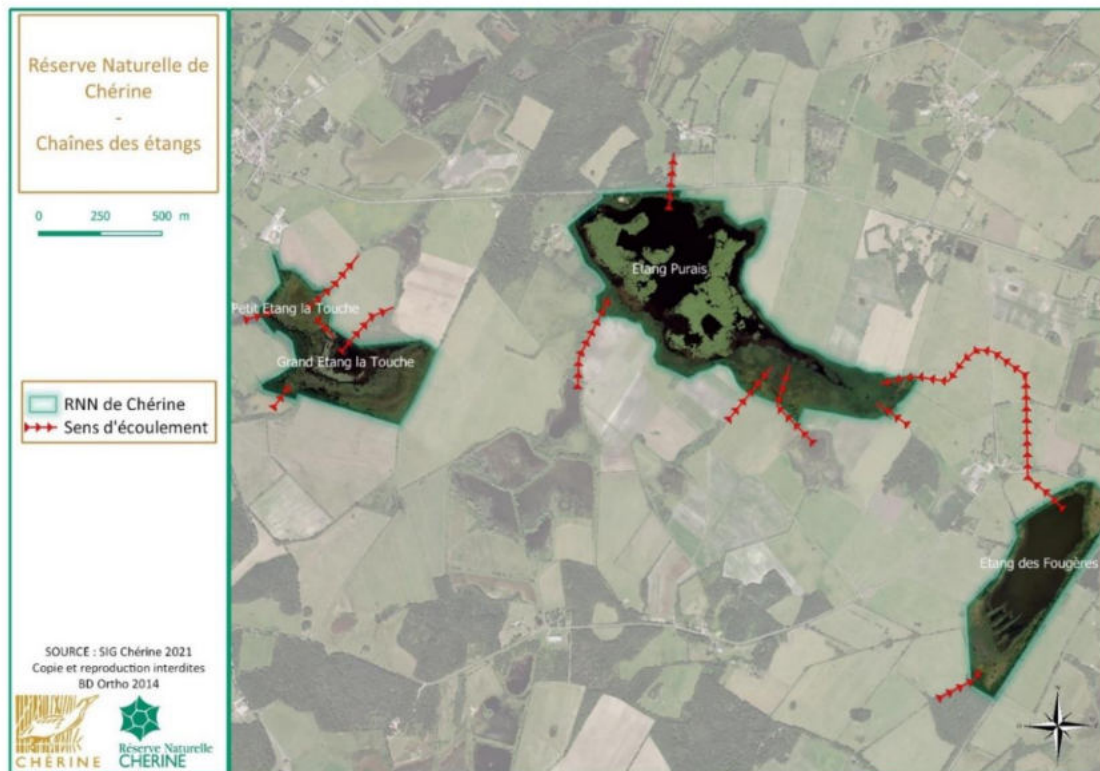 Réserve Naturelle de
Chérine
-
Chaînes des étangs
0 250 500 m
RNN de Chérine
Sens d'écoulement
SOURCE : SIG Chérine 2021
Copie et reproduction interdites
BD Ortho 2014
CHÉRINE
Réserve Naturelle
CHERINE
Etang Purais
Petit Etang la Touche
Grand Etang la Touche
Etang des Fougères